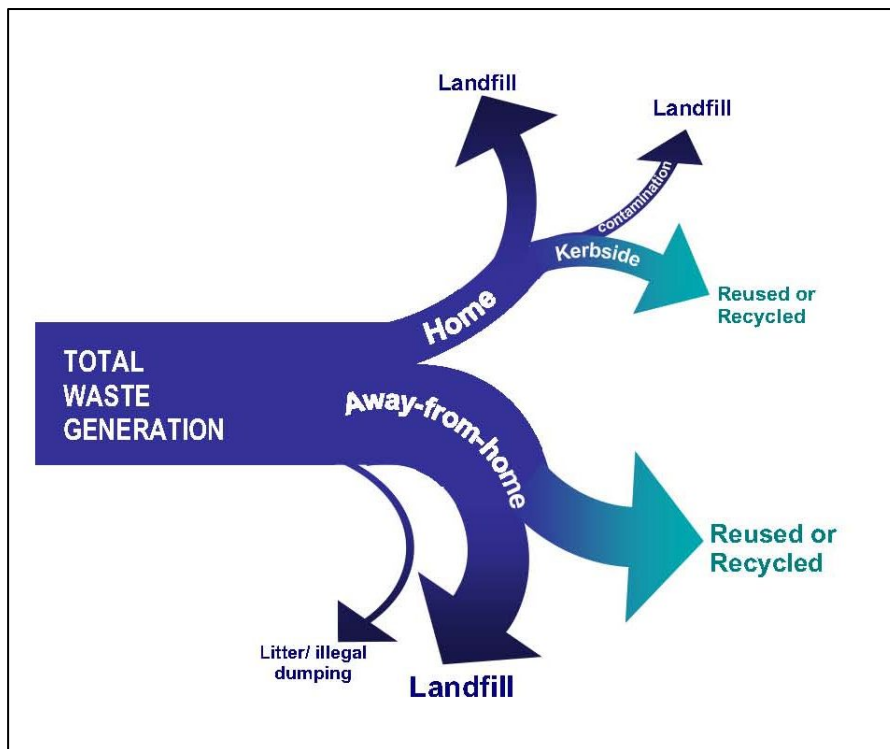 Landfill
Landfill
contamination
Kerbside
Reused or
Recycled
Home
TOTAL
WASTE
GENERATION
Away-from-home
Reused or
Recycled
Litter/ illegal
dumping
Landfill